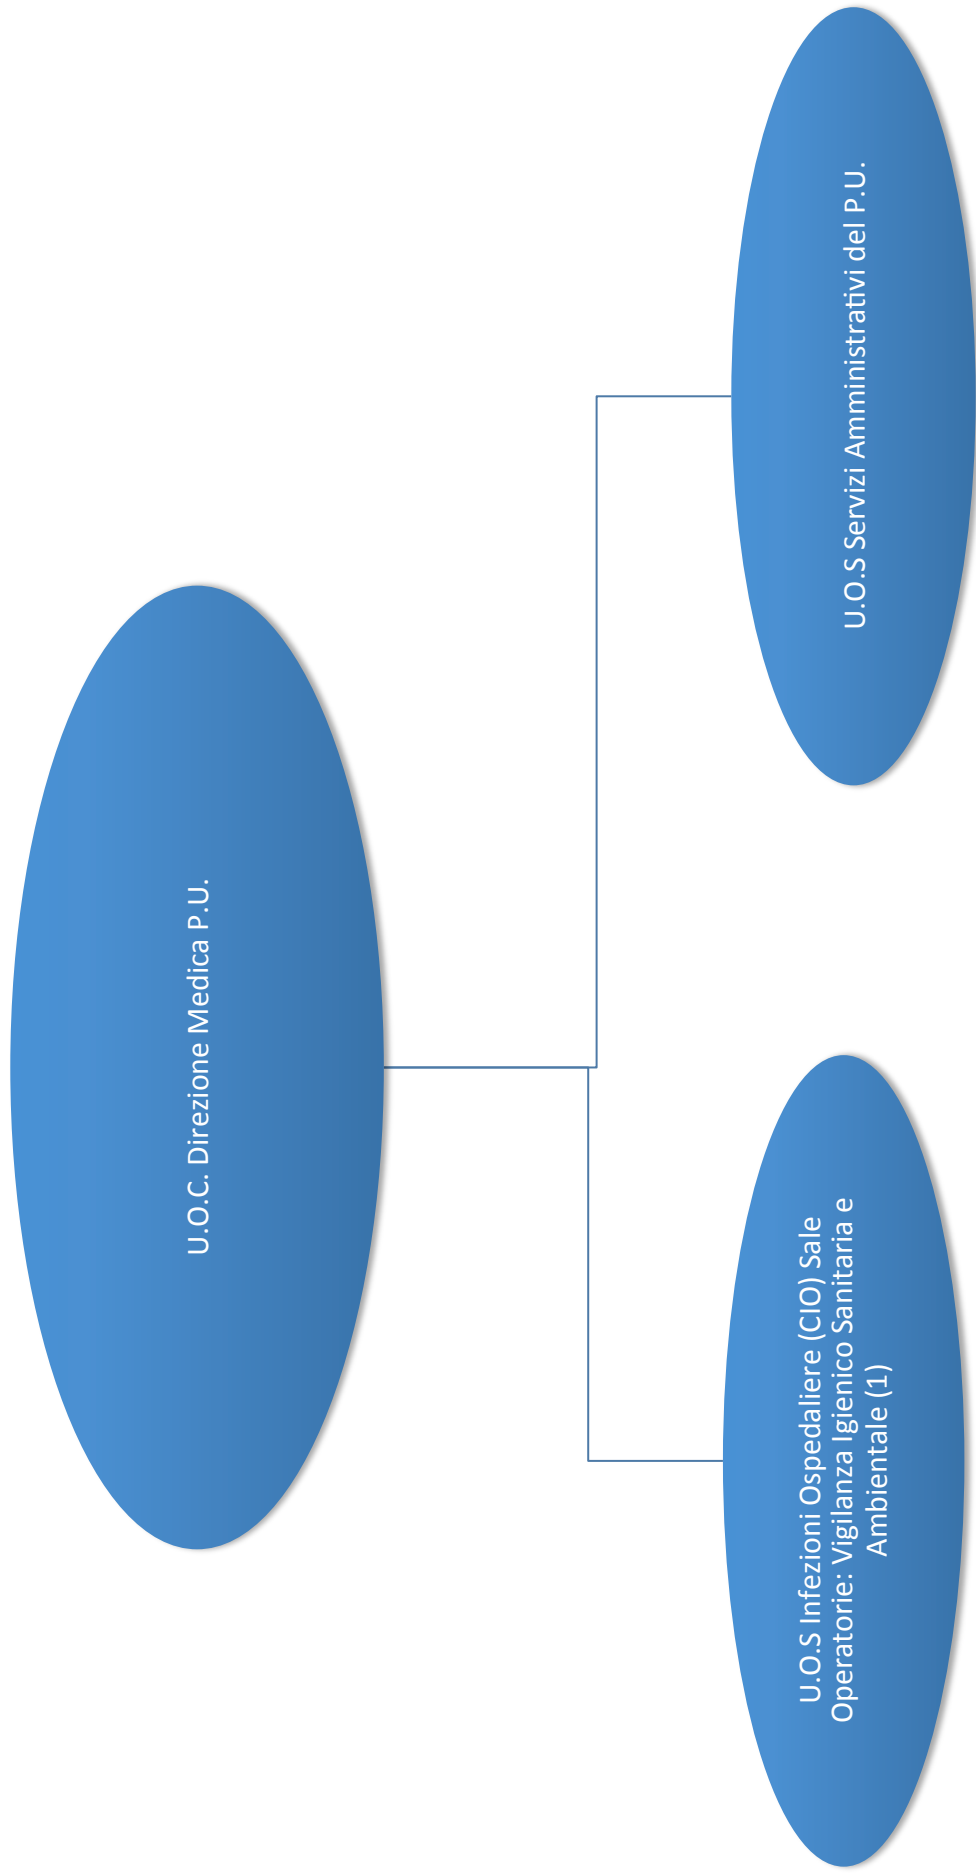 U.O.C. Direzione Medica P.U.
U.O.S Infezioni Ospedaliere (CIO) Sale
Operatorie: Vigilanza Igienico Sanitaria e
Ambientale (1)
U.O.S Servizi Amministrativi del P.U.